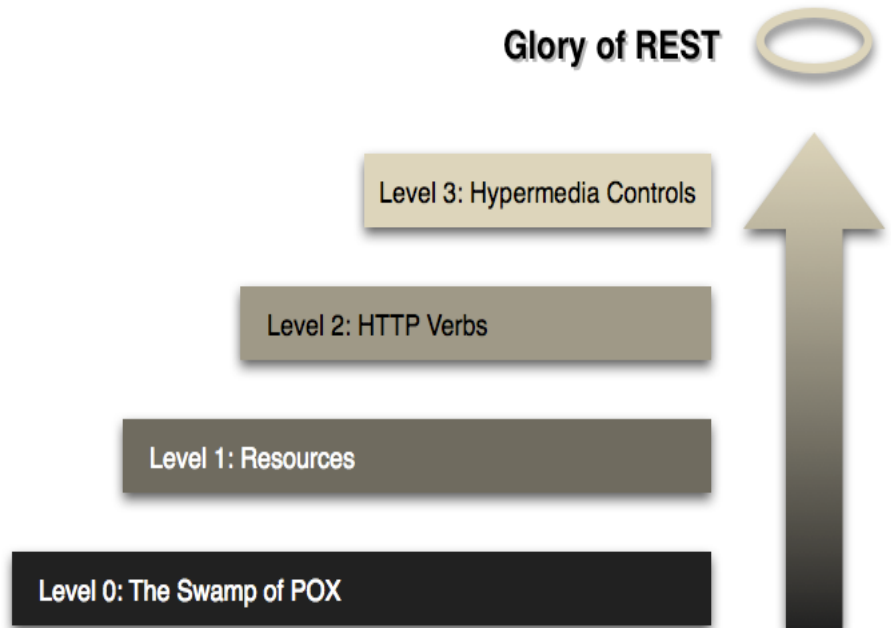 Glory of REST
Level 3: Hypermedia Controls
Level 2: HTTP Verbs
Level 1: Resources
Level 0: The Swamp of POX